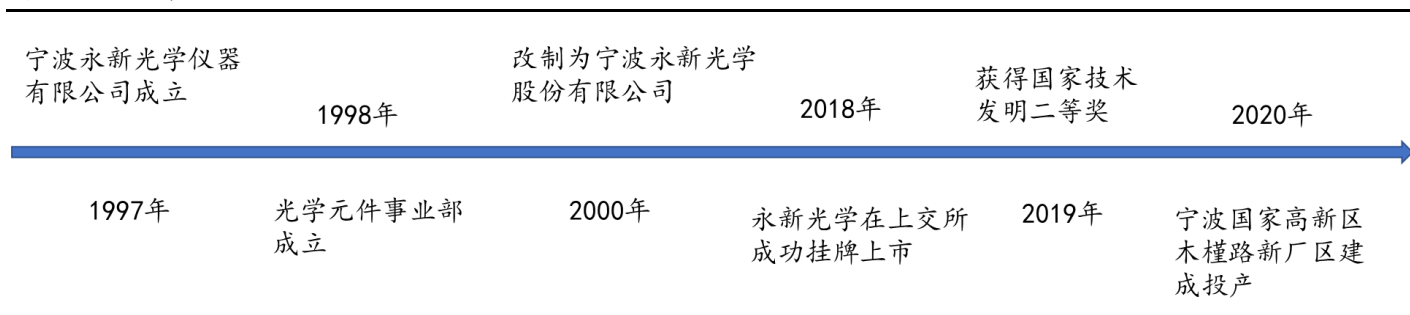 宁波永新光学仪器
有限公司成立
1997年
1998年
光学元件事业部
成立
改制为宁波永新光学
股份有限公司
2000年
2018年
永新光学在上交所
成功挂牌上市
获得国家技术
发明二等奖
2019年
2020年
宁波国家高新区
木槿路新厂区建
成投产